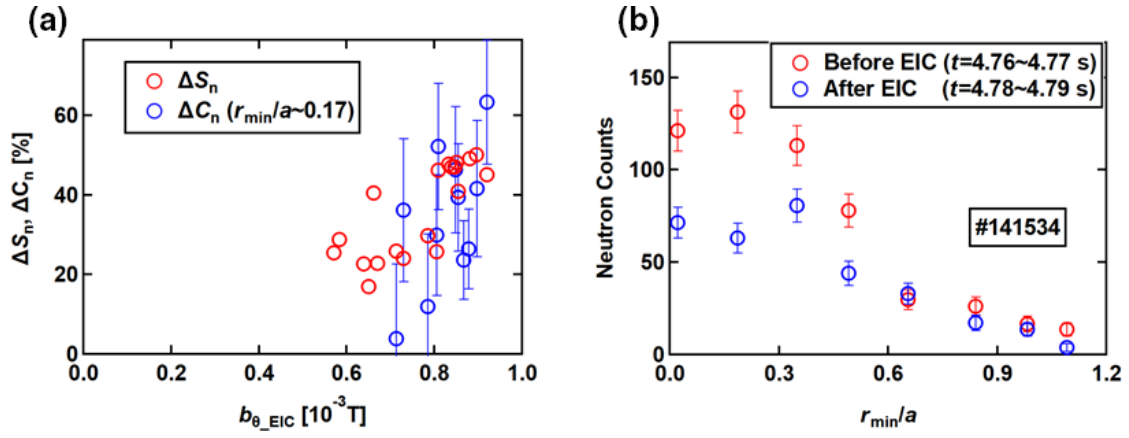 (a)
ΔSn, ΔCn [%]
60
40
20
0
ΔSn
ΔCn (rmin/a~0.17)
0.0
0.2
0.4
0.6
0.8
1.0
bθ_EIC [10-3T]
(b)
Neutron Counts
150
100
50
0
Before EIC (t=4.76~4.77 s)
After EIC (t=4.78~4.79 s)
#141534
0.0
0.3
0.6
0.9
1.2
rmin/a